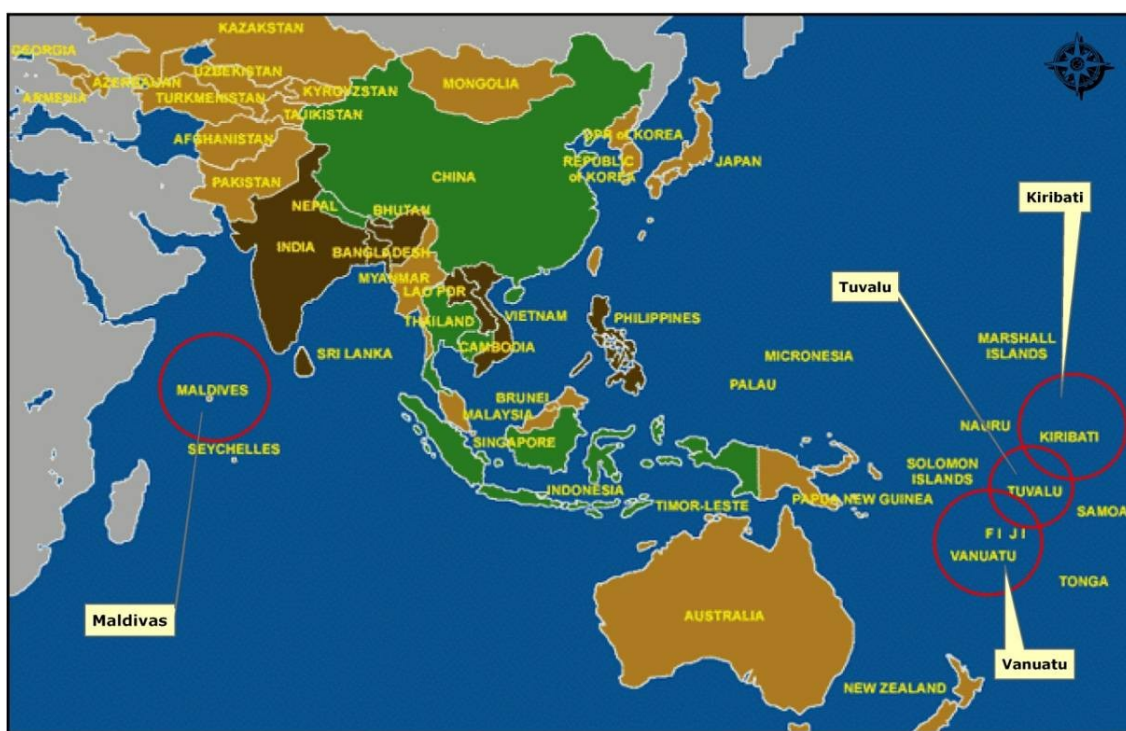 KAZAKSTAN
GEORGIA
UZBEKISTAN
MONGOLIA
AZERBAIJAN
KYROYZSTAN
ARMENIA
TURKMENISTAN
TAJIKISTAN
AFGHANISTAN
DPR of KOREA
REPUBLIC
of KOREA
JAPAN
PAKISTAN
CHINA
Kiribati
NEPAL
BHUTAN
INDIA
BANGLADESH
MYANMAR
LAO PDR
Tuvalu
THAILAND
VIETNAM
PHILIPPINES
CAMBODIA
SRI LANKA
MARSHALL
ISLANDS
MICRONESIA
PALAU
MALDIVES
BRUNEI
MALAYSIA
NAURU
KIRIBATI
SINGAPORE
SEYCHELLES
SOLOMON
ISLANDS
INDONESIA
TUVALU
PAPUA NEW GUINEA
TIMOR-LESTE
SAMOA
FIJI
VANUATU
TONGA
Maldivas
AUSTRALIA
Vanuatu
NEW ZEALAND